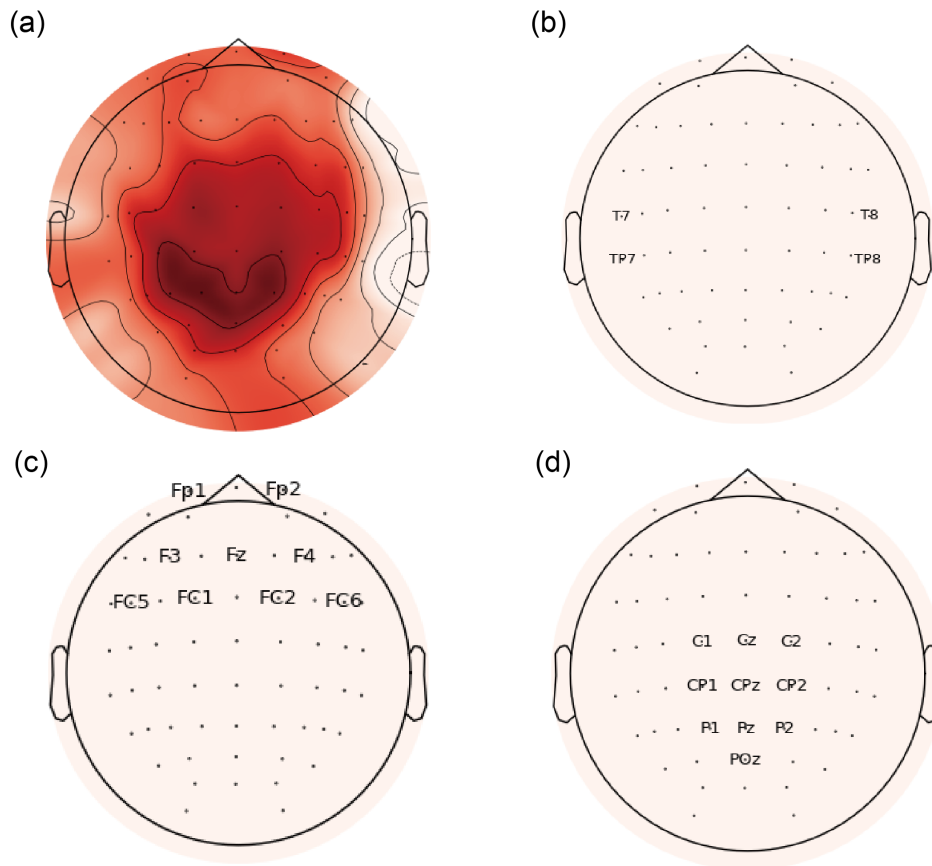 (a)
(b)
T7 T8
TP7 TP8
(c)
Fp1 Fp2
F3 Fz F4
FC5 FC1 FC2 FC6
(d)
C1 Cz C2
CP1 CPz CP2
P1 Pz P2
POz